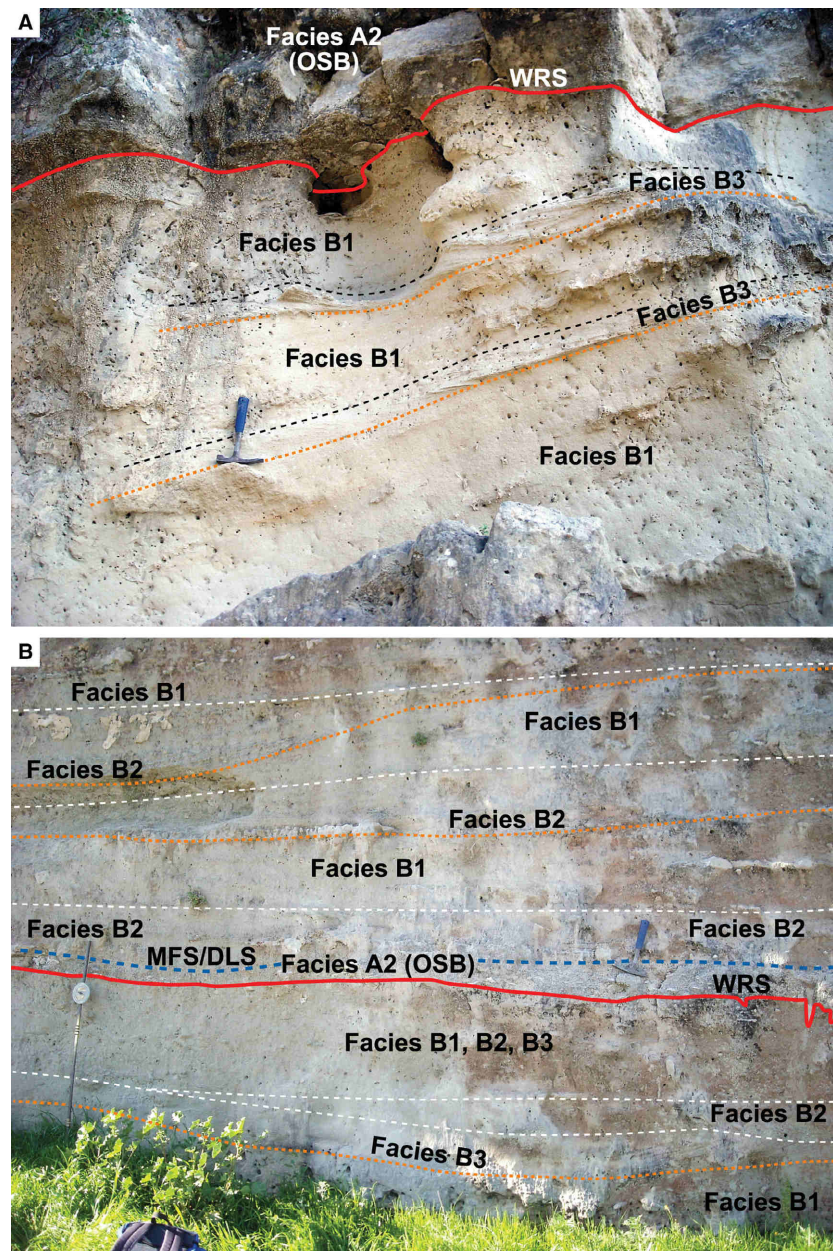 A
Facies A2
(OSB)
WRS
Facies B3
Facies B1
Facies B3
Facies B1
Facies B1
B
Facies B1
Facies B1
Facies B2
Facies B2
Facies B1
Facies B2
Facies B2
MFS/DLS
Facies A2 (OSB)
WRS
Facies B1, B2, B3
Facies B2
Facies B3
Facies B1